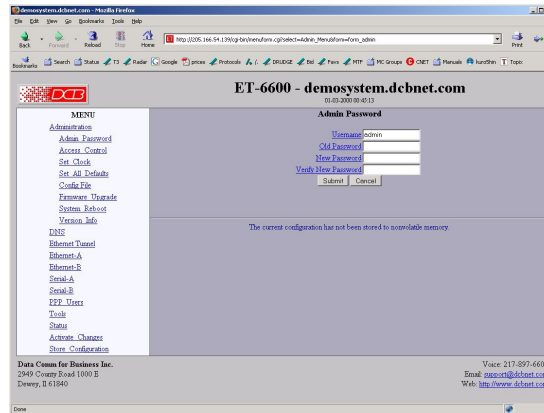 demosystem.dcbnet.com - Mozilla Firefox
File Edit View Go Bookmarks Tools Help
Back Forward Reload Stop Home http://205.166.54.139/cgi-bin/menuform.cgi?select=Admin_Menu&form=form_admin Print
Bookmarks Search Status T3 Radar Google prices Protocols DRUDGE Bid Favs MTF MC Groups CNET Manuals kuro5hin Topic
DCB
ET-6600 - demosystem.dcbnet.com
01-03-2000 00:43:13
MENU
Administration
Admin Password
Access Control
Set Clock
Set All Defaults
Config File
Firmware Upgrade
System Reboot
Version Info
DNS
Ethernet Tunnel
Ethernet-A
Ethernet-B
Serial-A
Serial-B
PPP Users
Tools
Status
Activate Changes
Store Configuration
Admin Password
Username admin
Old Password
New Password
Verify New Password
Submit Cancel
The current configuration has not been stored to nonvolatile memory.
Data Comm for Business Inc.
2949 County Road 1000 E
Dewey, Il 61840
Voice: 217-897-660
Email: support@dcbnet.co
Web: http://www.dcbnet.co
Done